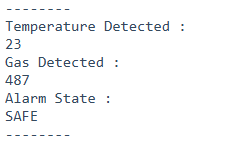 --------
Temperature Detected :
23
Gas Detected :
487
Alarm State :
SAFE
--------